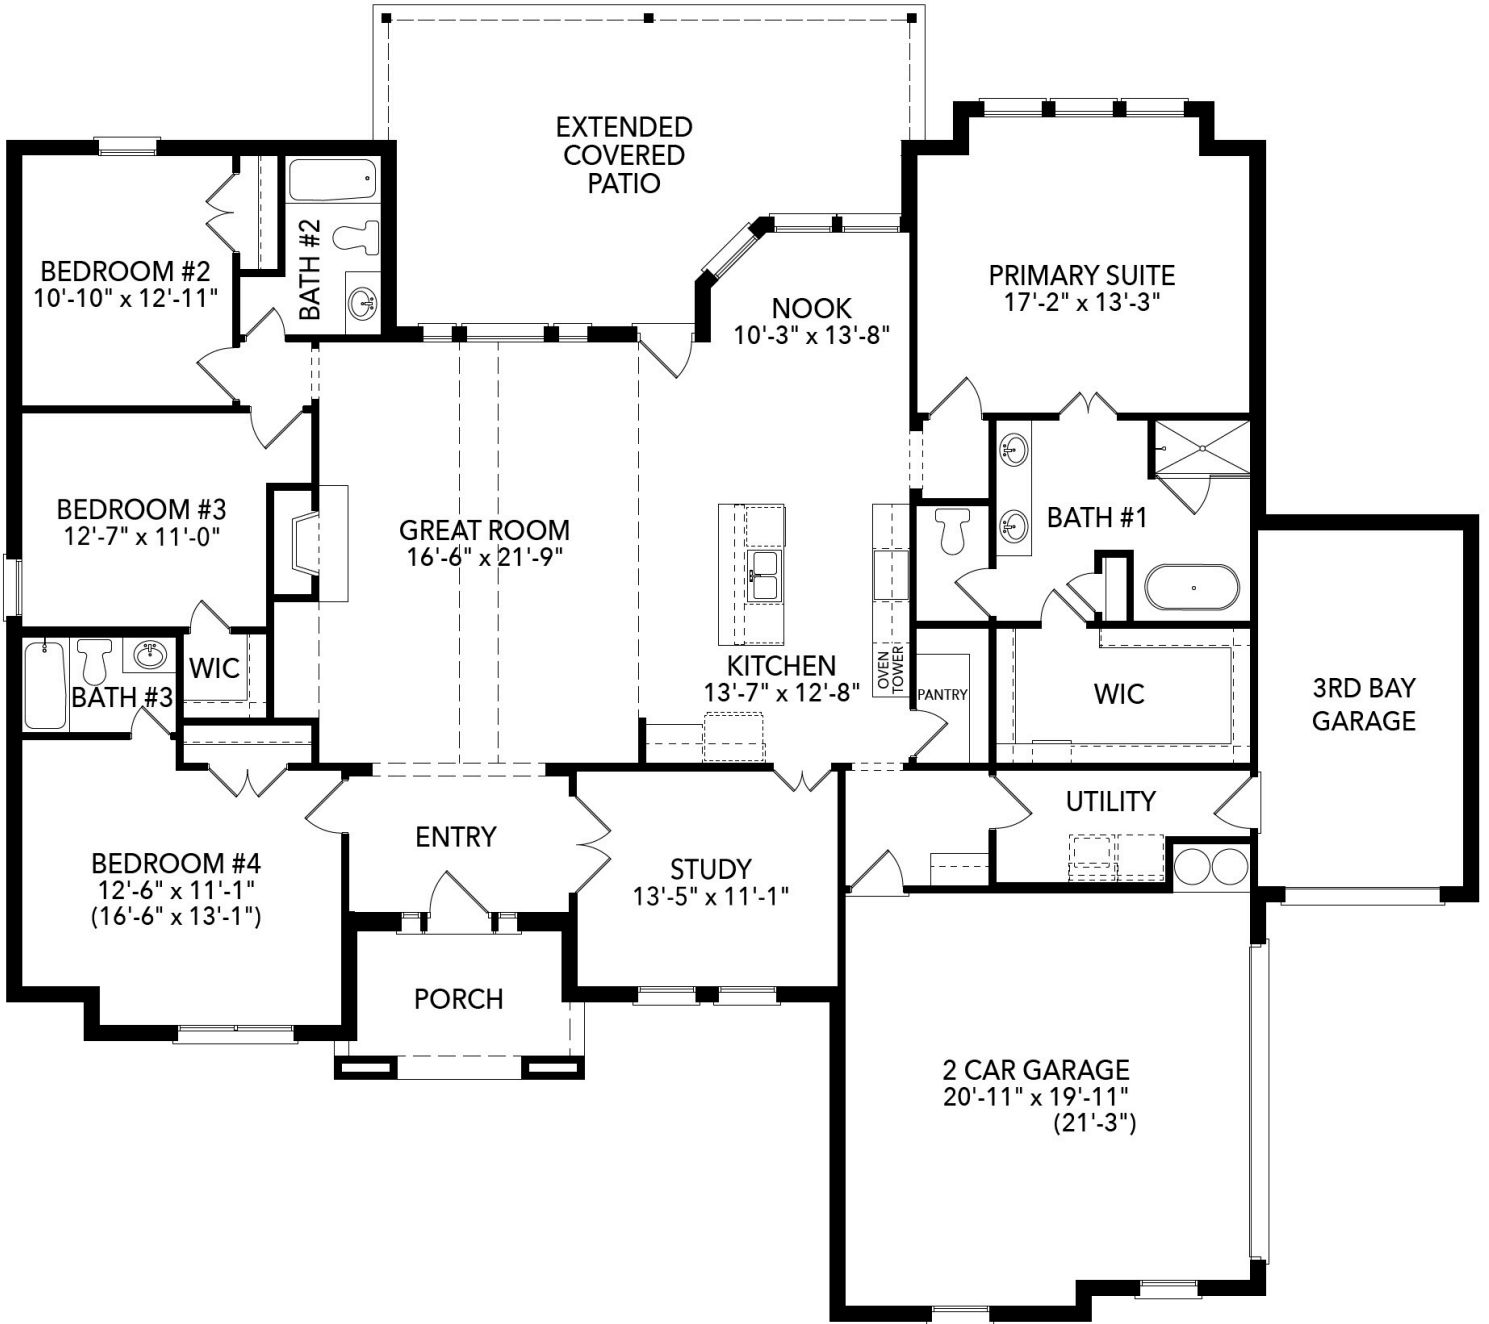 EXTENDED
COVERED
PATIO
BEDROOM #2
10'-10" x 12'-11"
BATH #2
NOOK
10'-3" x 13'-8"
PRIMARY SUITE
17'-2" x 13'-3"
BEDROOM #3
12'-7" x 11'-0"
GREAT ROOM
16'-6" x 21'-9"
BATH #1
WIC
BATH #3
KITCHEN
13'-7" x 12'-8"
OVEN
TOWER
PANTRY
WIC
3RD BAY
GARAGE
UTILITY
BEDROOM #4
12'-6" x 11'-1"
(16'-6" x 13'-1")
ENTRY
STUDY
13'-5" x 11'-1"
PORCH
2 CAR GARAGE
20'-11" x 19'-11"
(21'-3")